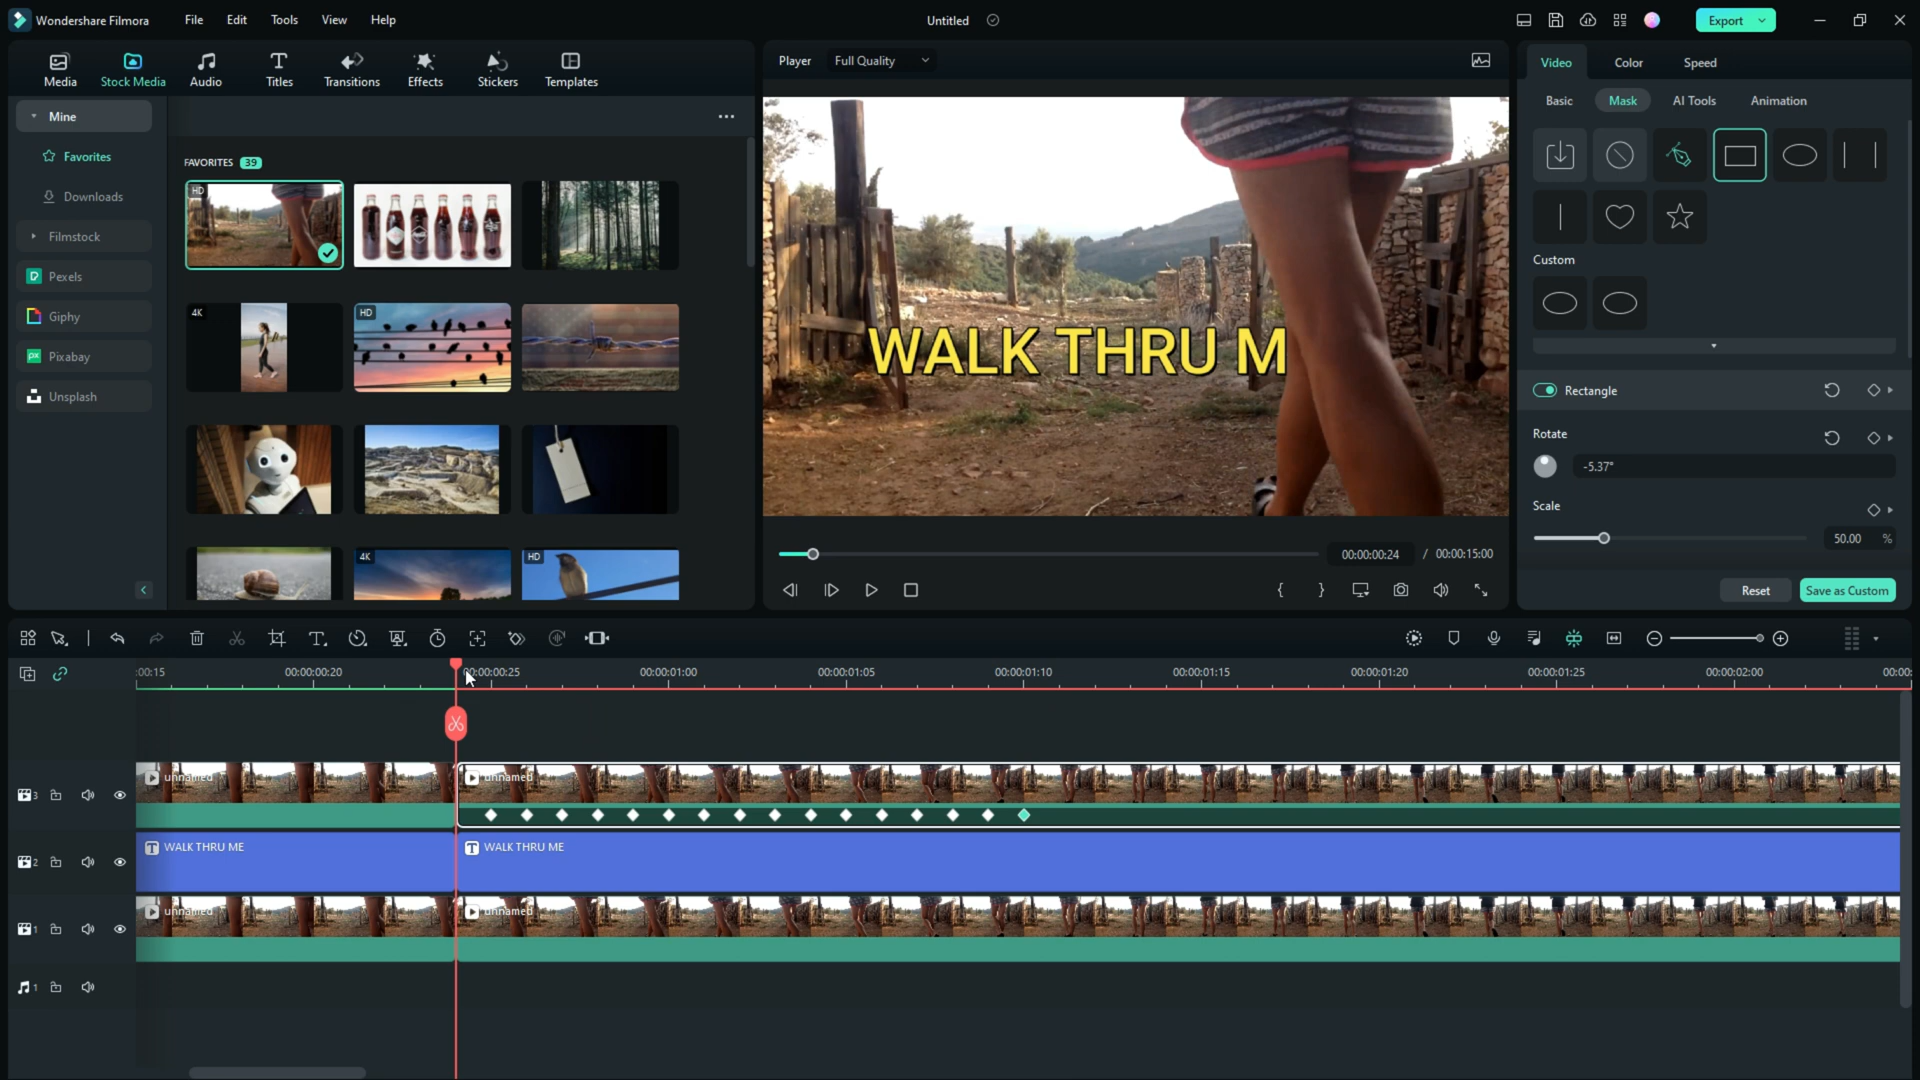 Wondershare Filmora
File
Edit
Tools
View
Help
Untitled
Export
Media
Stock Media
Audio
Titles
Transitions
Effects
Stickers
Templates
Player
Full Quality
Video
Color
Speed
Mine
Favorites
Downloads
Filmstock
Pexels
Giphy
Pixabay
Unsplash
FAVORITES 39
HD
4K
HD
4K
HD
WALK THRU M
00:00:00:24 / 00:00:15:00
Basic
Mask
AI Tools
Animation
Custom
Rectangle
Rotate
-5.37°
Scale
50.00 %
Reset
Save as Custom
:00:15
00:00:00:20
00:00:00:25
00:00:01:00
00:00:01:05
00:00:01:10
00:00:01:15
00:00:01:20
00:00:01:25
00:00:02:00
00:00:
3
unnamed
unnamed
2
WALK THRU ME
WALK THRU ME
1
unnamed
unnamed
1